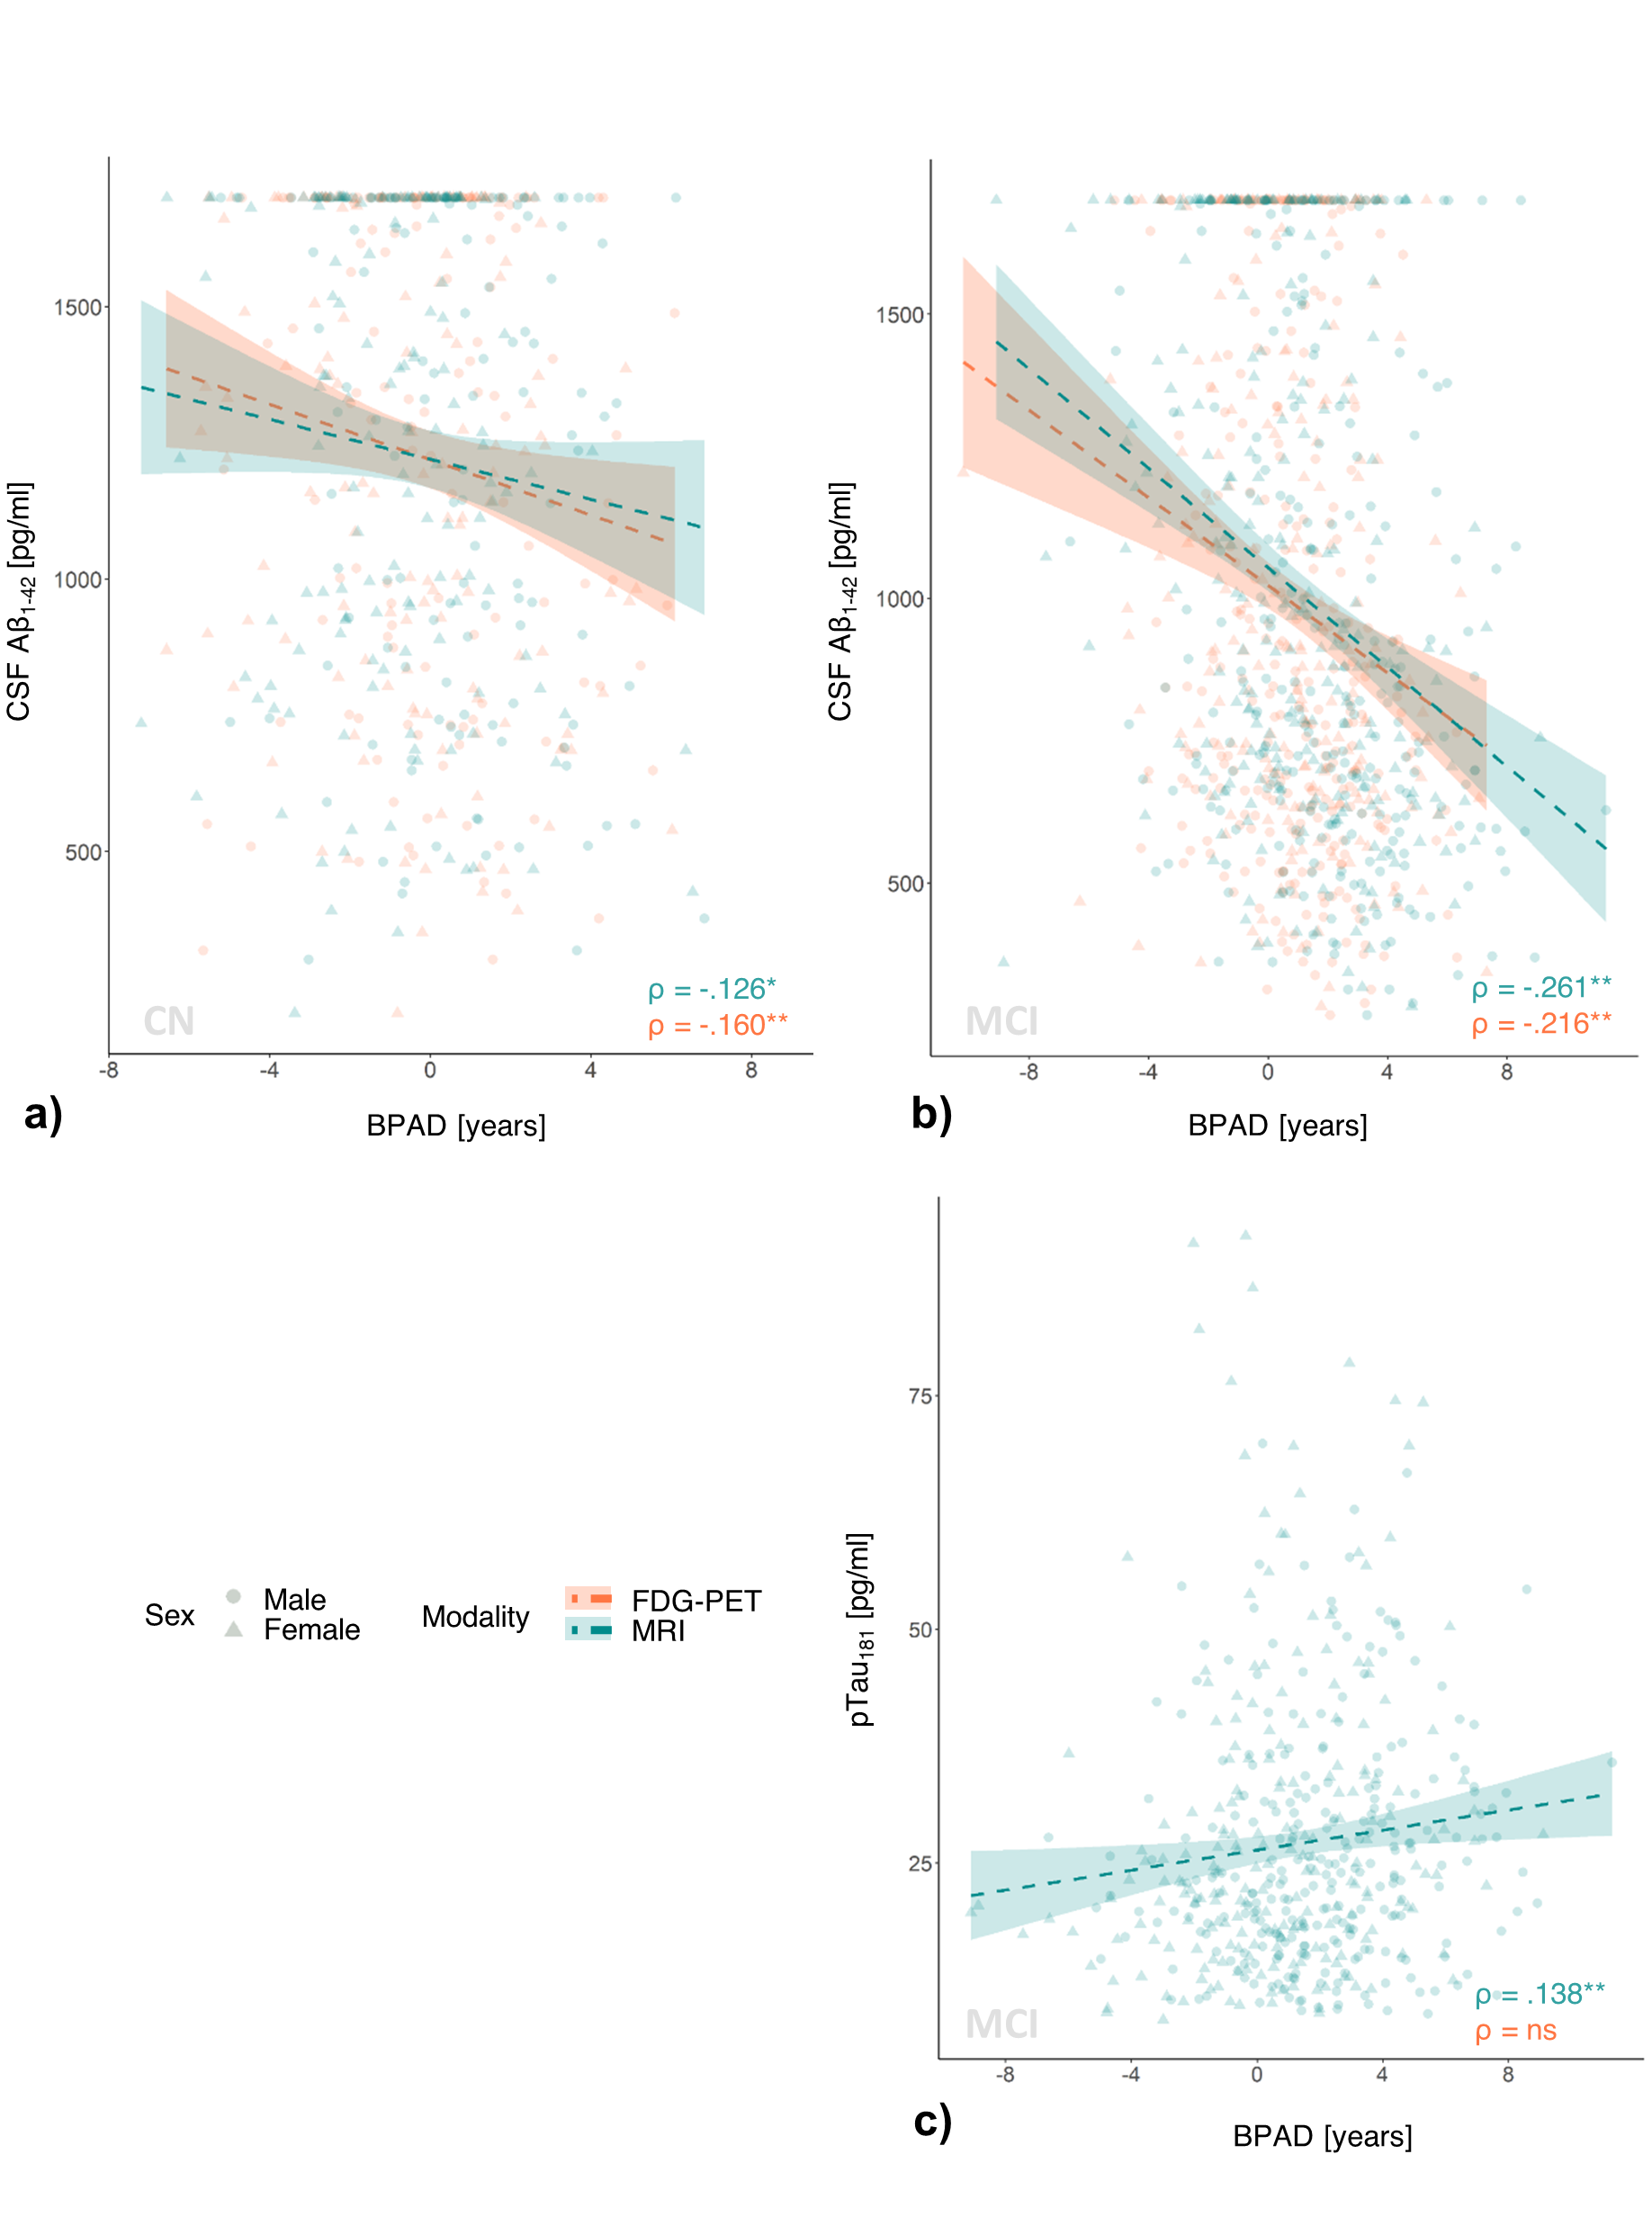 1500
1000
500
CSF Aβ1-42 [pg/ml]
CN
ρ = -.126*
ρ = -.160**
-8 -4 0 4 8
a)
BPAD [years]
1500
1000
500
CSF Aβ1-42 [pg/ml]
MCI
ρ = -.261**
ρ = -.216**
-8 -4 0 4 8
b)
BPAD [years]
Sex
Male
Female
Modality
FDG-PET
MRI
75
50
25
pTau181 [pg/ml]
MCI
ρ = .138**
ρ = ns
-8 -4 0 4 8
c)
BPAD [years]